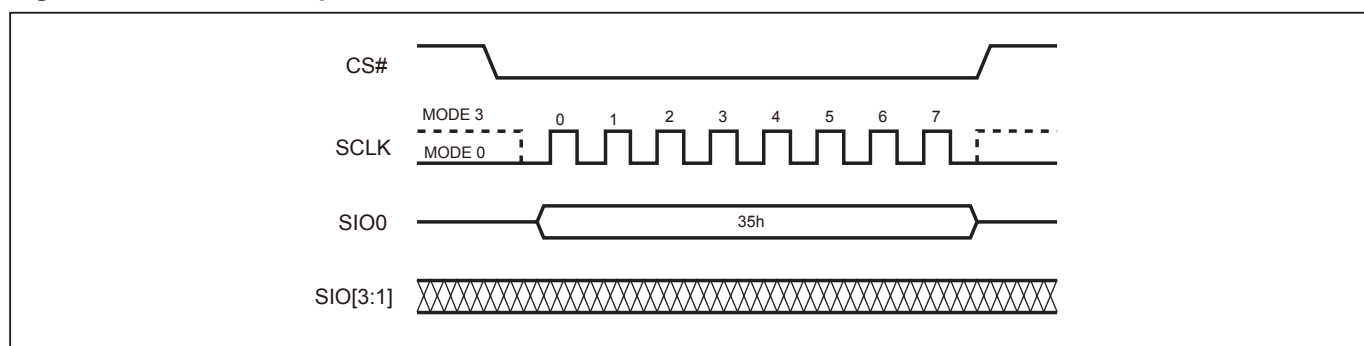 CS#
MODE 3
0 1 2 3 4 5 6 7
SCLK
MODE 0
SIO0
35h
SIO[3:1]